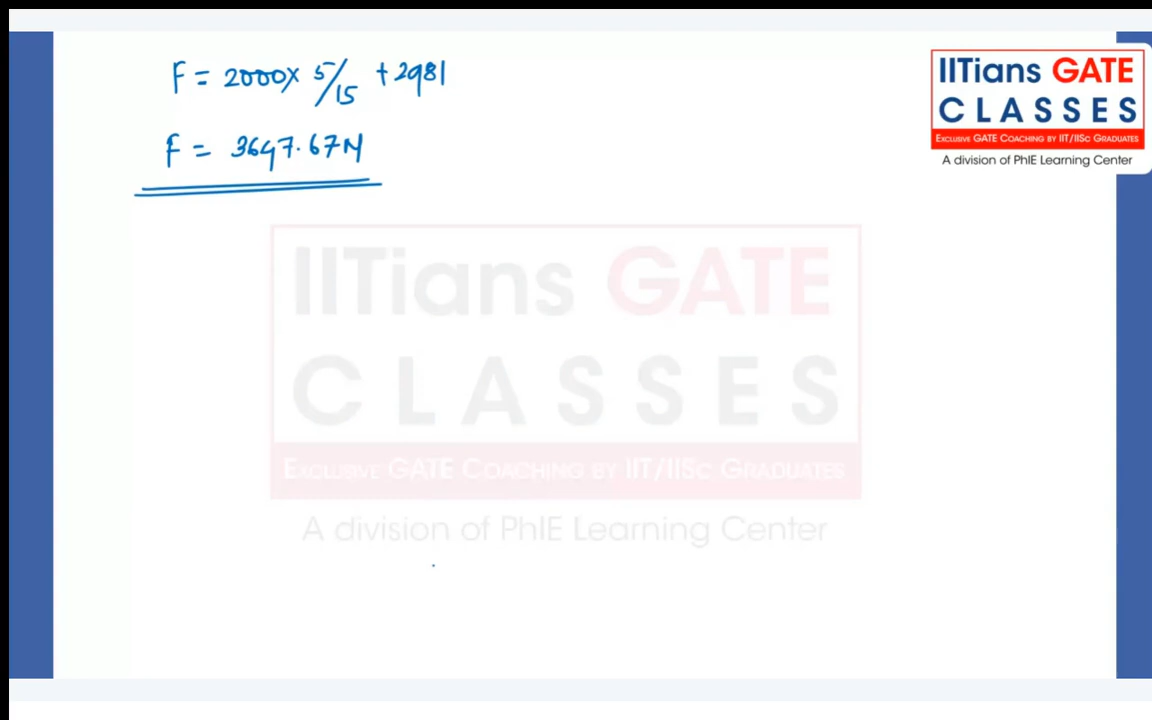 F = 2000 x 5/15 + 2981
F = 3647.67N
IITians GATE
CLASSES
EXCLUSIVE GATE COACHING BY IIT/IISC GRADUATES
A division of PhIE Learning Center
IITians GATE
CLASSES
EXCLUSIVE GATE COACHING BY IIT/IISC GRADUATES
A division of PhIE Learning Center